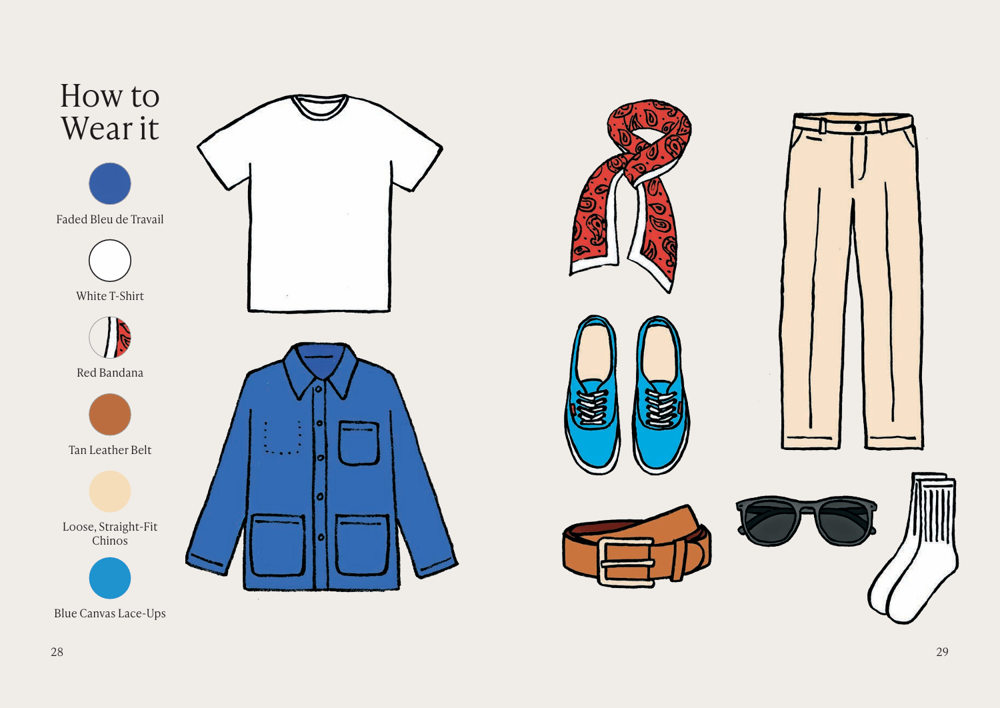 How to
Wear it
Faded Bleu de Travail
White T-Shirt
Red Bandana
Tan Leather Belt
Loose, Straight-Fit
Chinos
Blue Canvas Lace-Ups
28
29